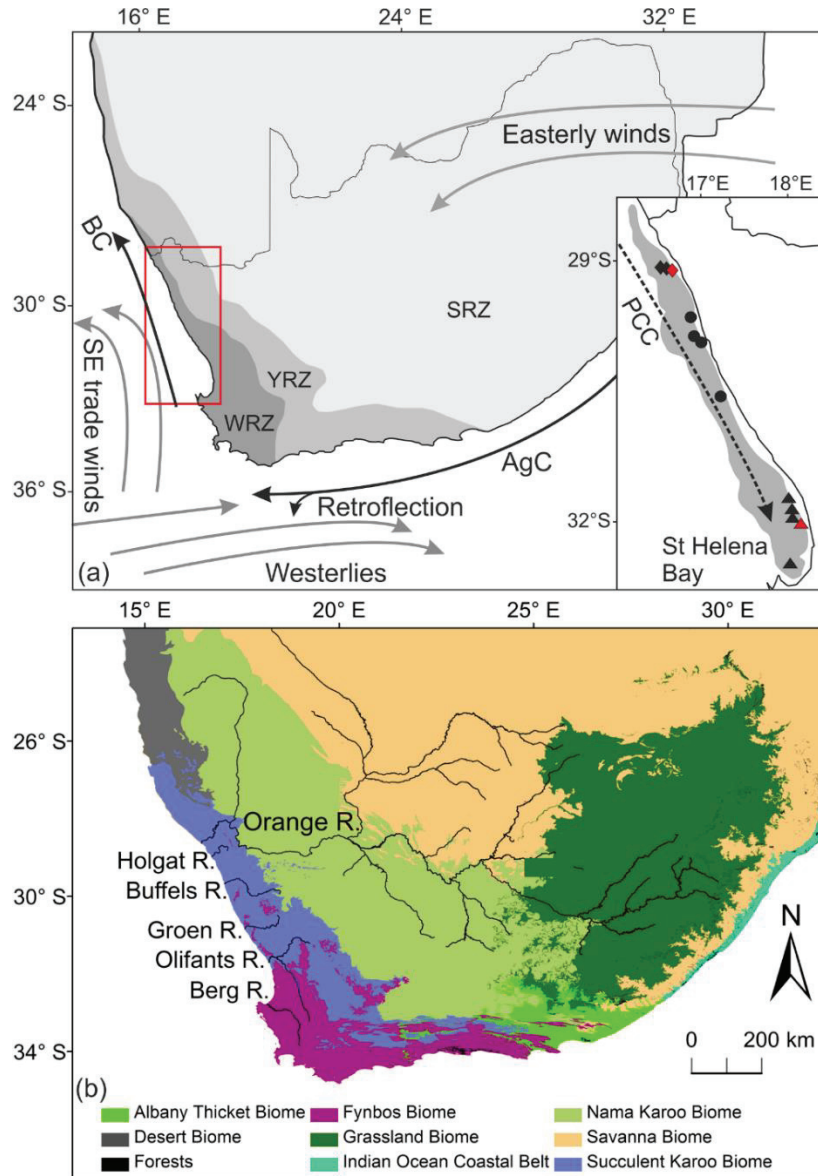 16° E
24° E
32° E
24° S
Easterly winds
17°E
18°E
BC
29°S
30° S
PCC
SRZ
SE trade winds
YRZ
WRZ
AgC
36° S
Retroflection
32°S
St Helena
Bay
(a)
Westerlies
15° E
20° E
25° E
30° E
26° S
Orange R.
Holgat R.
30° S
Buffels R.
Groen R.
N
Olifants R.
Berg R.
34° S
0 200 km
(b)
Albany Thicket Biome Fynbos Biome Nama Karoo Biome
Desert Biome Grassland Biome Savanna Biome
Forests Indian Ocean Coastal Belt Succulent Karoo Biome